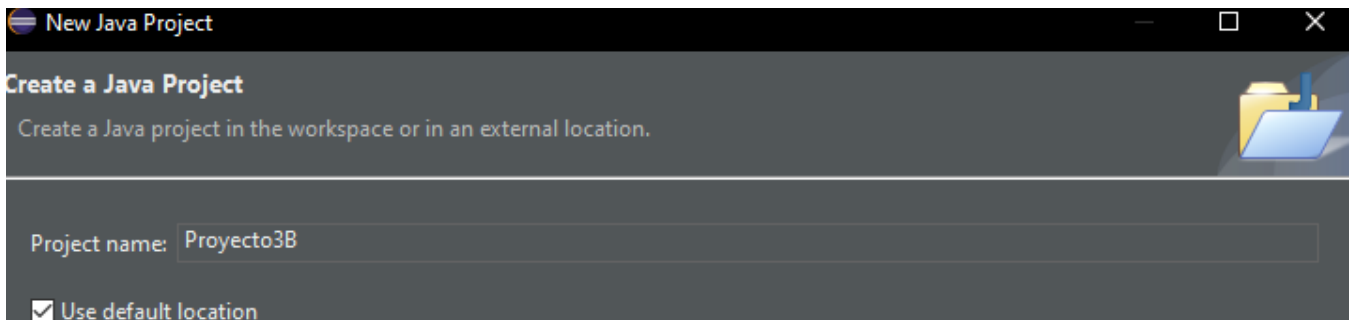 New Java Project
Create a Java Project
Create a Java project in the workspace or in an external location.
Project name: Proyecto3B
Use default location